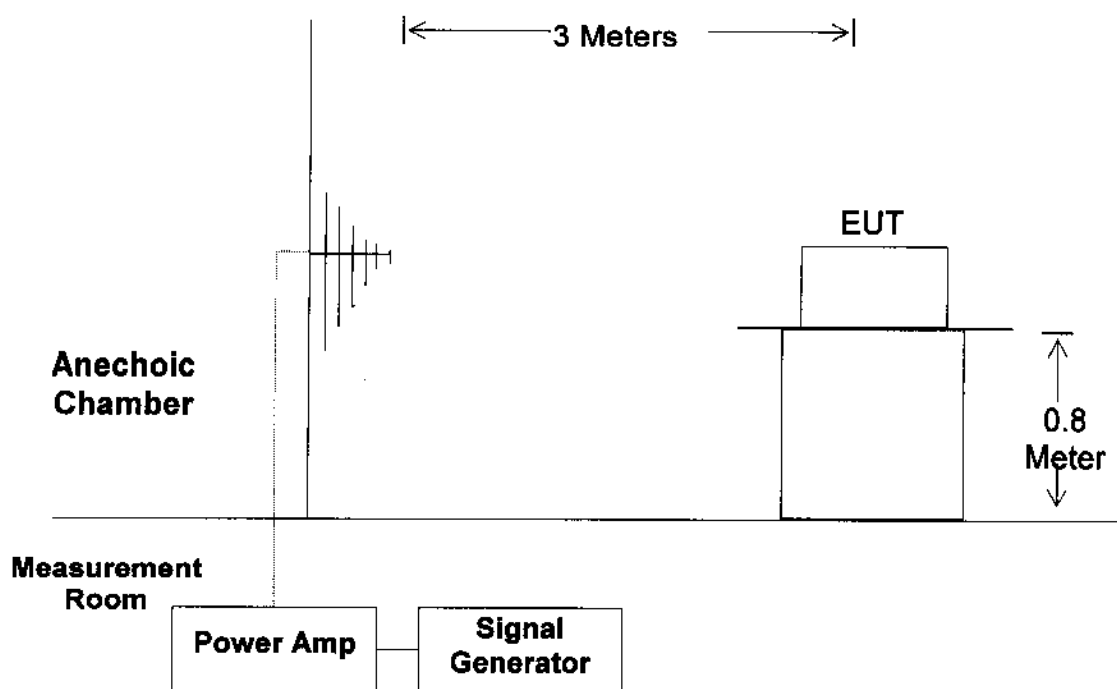 3 Meters
EUT
Anechoic
Chamber
0.8
Meter
Measurement
Room
Power Amp
Signal
Generator